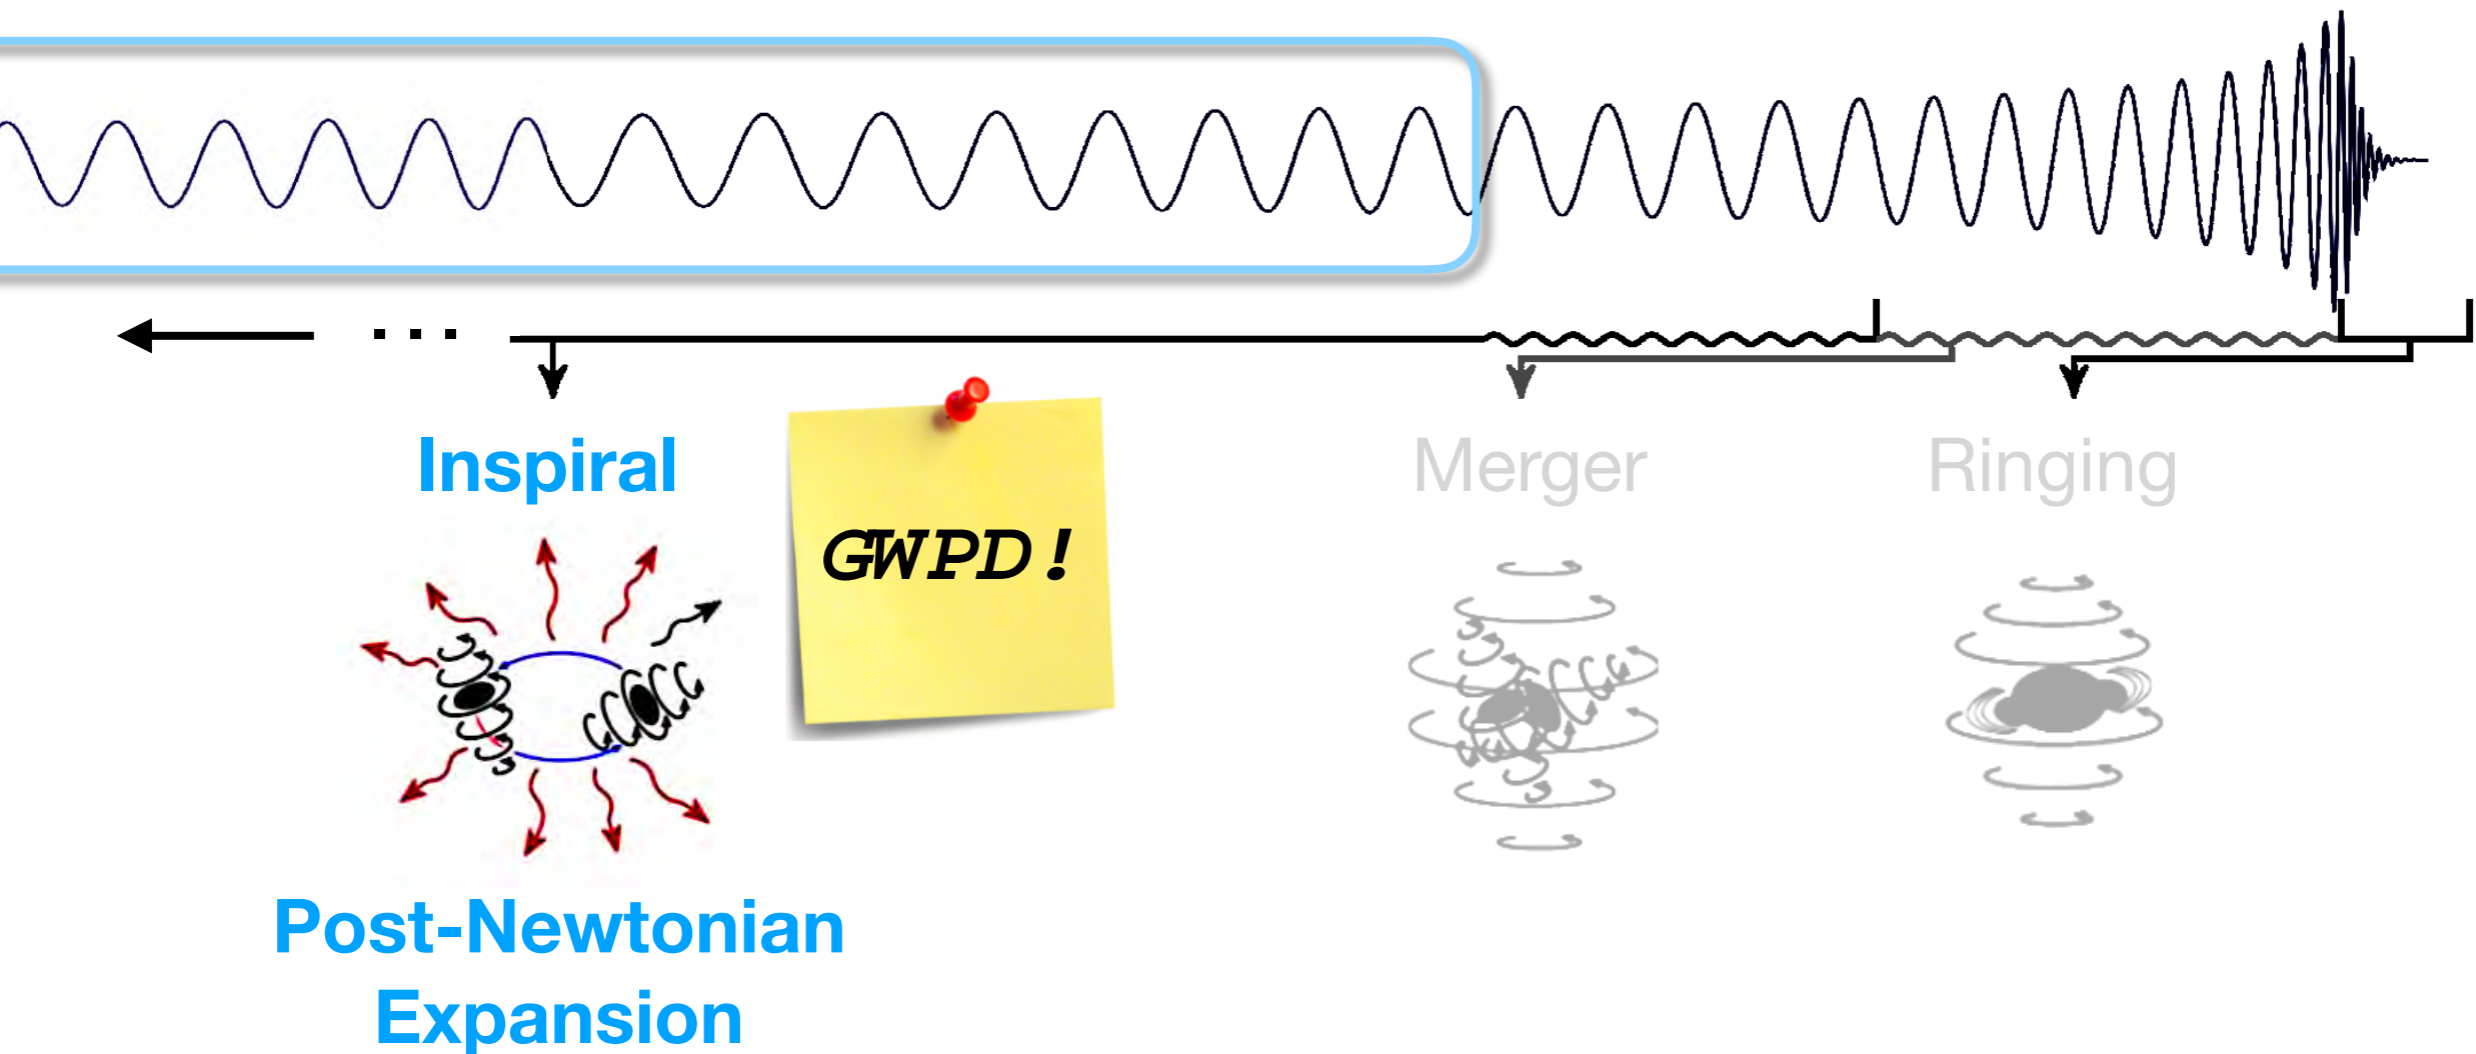 ...
Inspiral
GWPD!
Merger
Ringing
Post-Newtonian
Expansion